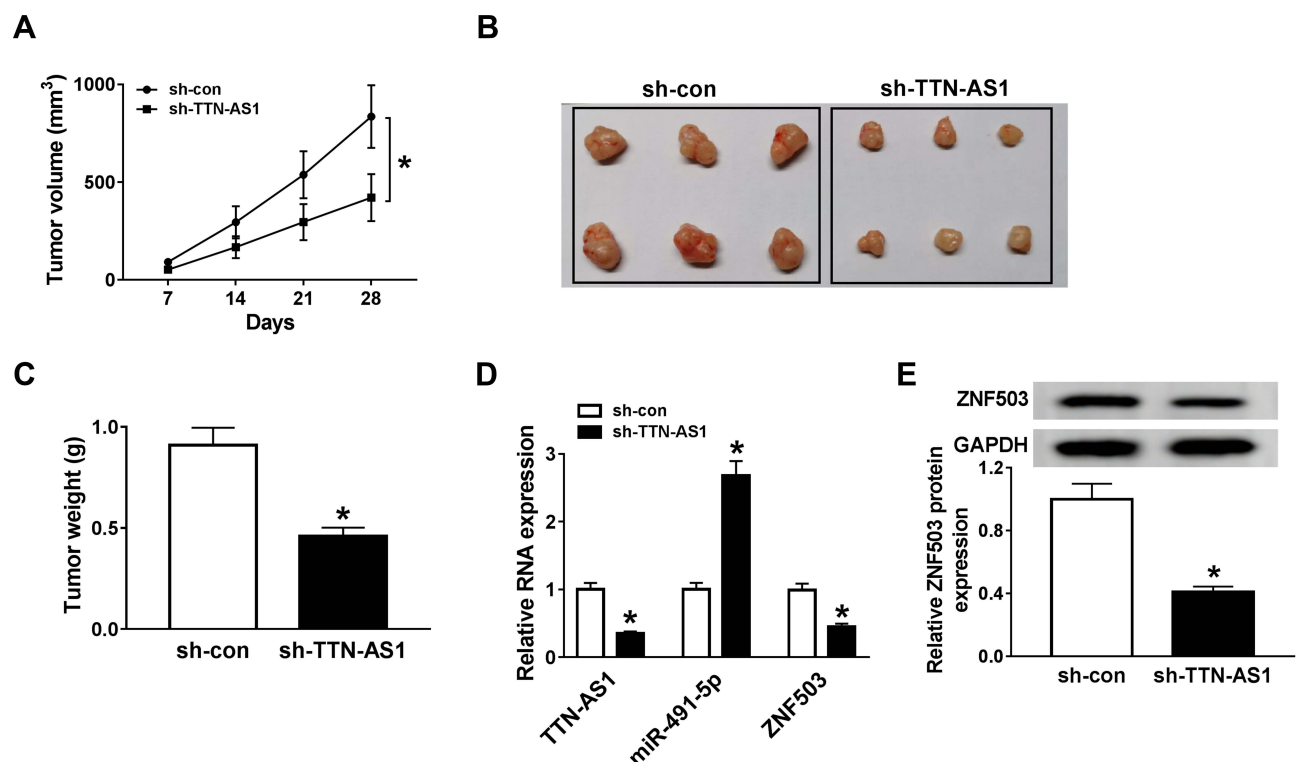 A
Tumor volume (mm³)
1000
500
0
sh-con
sh-TTN-AS1
*
7 14 21 28
Days
B
sh-con sh-TTN-AS1
C
Tumor weight (g)
1.0
0.5
0.0
*
sh-con sh-TTN-AS1
D
sh-con
sh-TTN-AS1
Relative RNA expression
3
2
1
0
*
*
*
TTN-AS1 miR-491-5p ZNF503
E
ZNF503
GAPDH
Relative ZNF503 protein
expression
1.2
0.8
0.4
0.0
*
sh-con sh-TTN-AS1